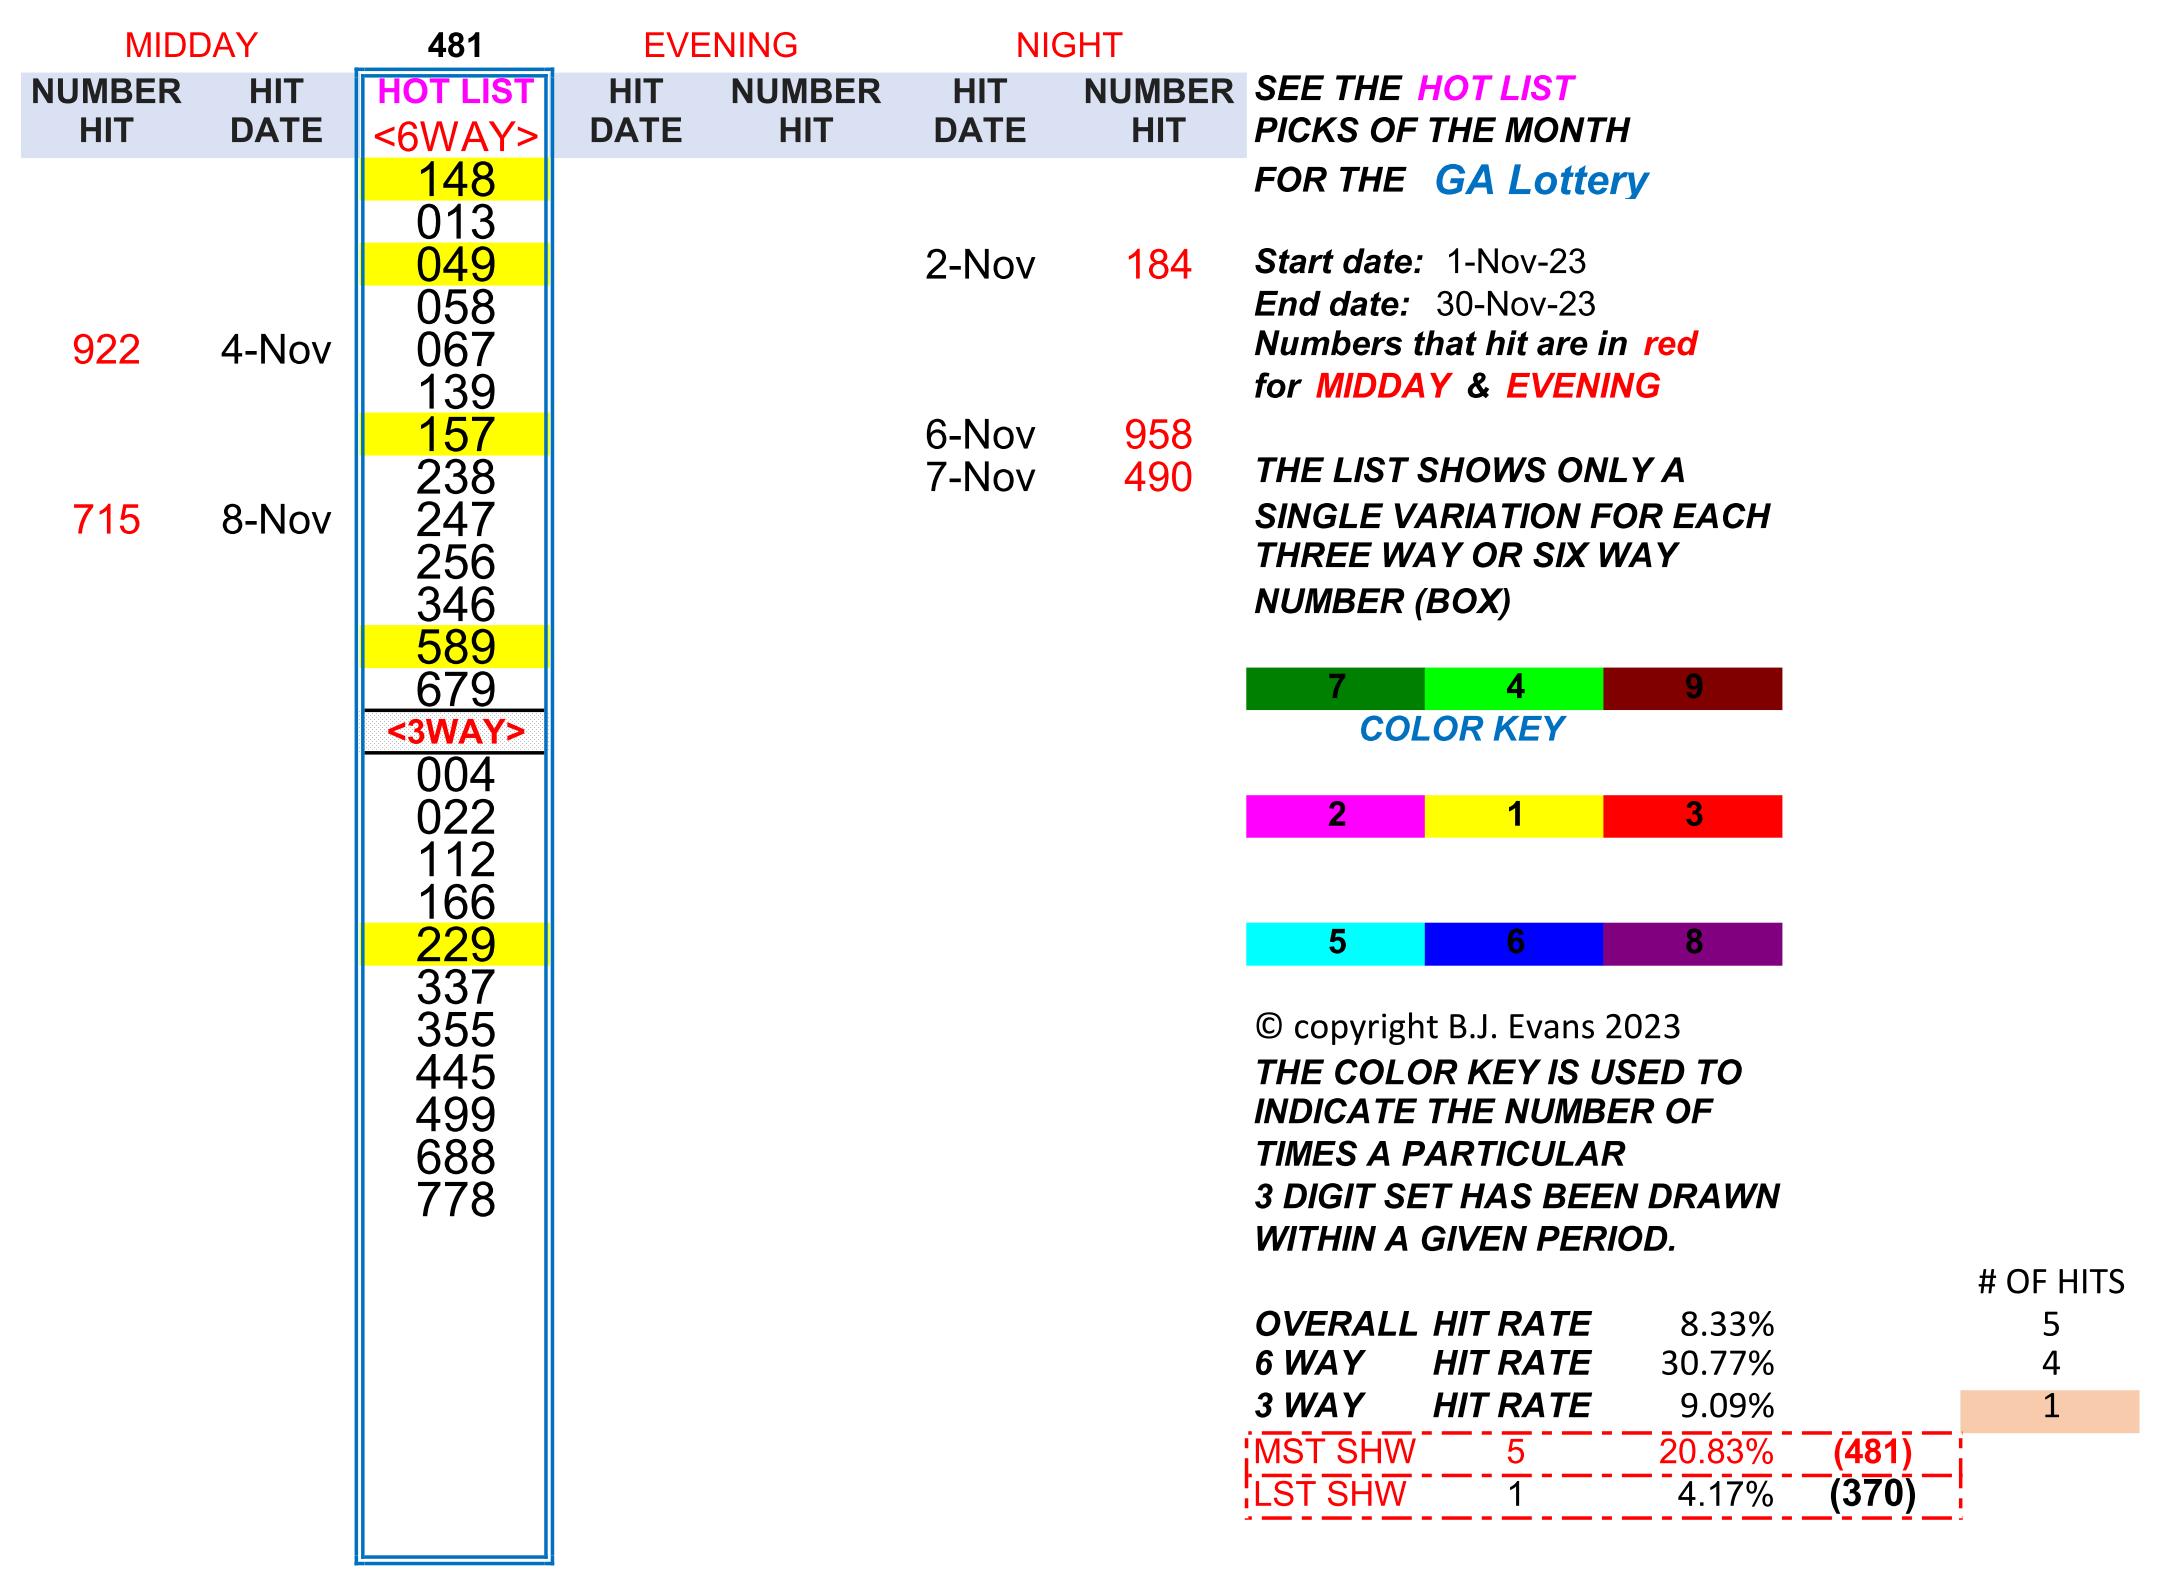 MIDDAY 481 EVENING NIGHT
NUMBER HIT HOT LIST HIT NUMBER HIT NUMBER SEE THE HOT LIST
HIT DATE <6WAY> DATE HIT DATE HIT PICKS OF THE MONTH
148 FOR THE GA Lottery
013
049 2-Nov 184 Start date: 1-Nov-23
058 End date: 30-Nov-23
922 4-Nov 067 Numbers that hit are in red
139 for MIDDAY & EVENING
157 6-Nov 958
238 7-Nov 490 THE LIST SHOWS ONLY A
715 8-Nov 247 SINGLE VARIATION FOR EACH
256 THREE WAY OR SIX WAY
346 NUMBER (BOX)
589
679 7 4 9
<3WAY> COLOR KEY
004
022 2 1 3
112
166
229 5 6 8
337
355 © copyright B.J. Evans 2023
445 THE COLOR KEY IS USED TO
499 INDICATE THE NUMBER OF
688 TIMES A PARTICULAR
778 3 DIGIT SET HAS BEEN DRAWN
WITHIN A GIVEN PERIOD.
# OF HITS
OVERALL HIT RATE 8.33% 5
6 WAY HIT RATE 30.77% 4
3 WAY HIT RATE 9.09% 1
MST SHW 5 20.83% (481)
LST SHW 1 4.17% (370)